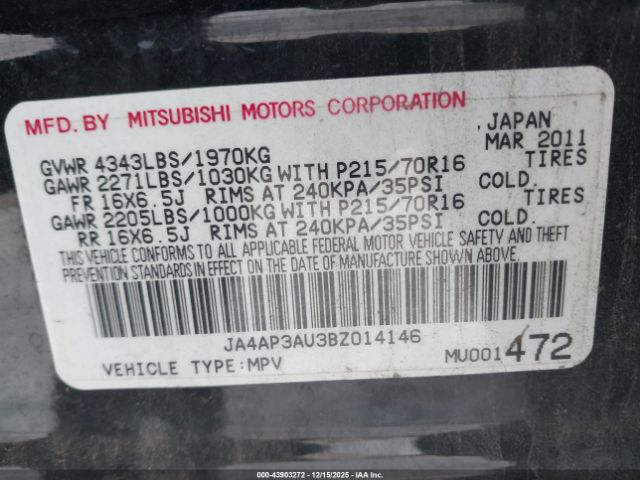 MFD. BY MITSUBISHI MOTORS CORPORATION , JAPAN
GVWR 4343LBS/1970KG MAR 2011
GAWR 2271LBS/1030KG WITH P215/70R16 TIRES
FR 16X6.5J RIMS AT 240KPA/35PSI COLD.
GAWR 2205LBS/1000KG WITH P215/70R16 TIRES
RR 16X6.5J RIMS AT 240KPA/35PSI COLD.
THIS VEHICLE CONFORMS TO ALL APPLICABLE FEDERAL MOTOR VEHICLE SAFETY AND THEFT
PREVENTION STANDARDS IN EFFECT ON THE DATE OF MANUFACTURE SHOWN ABOVE.
JA4AP3AU3BZ014146
VEHICLE TYPE:MPV MU001472
000-43903272 • 12/15/2025 • IAA Inc.